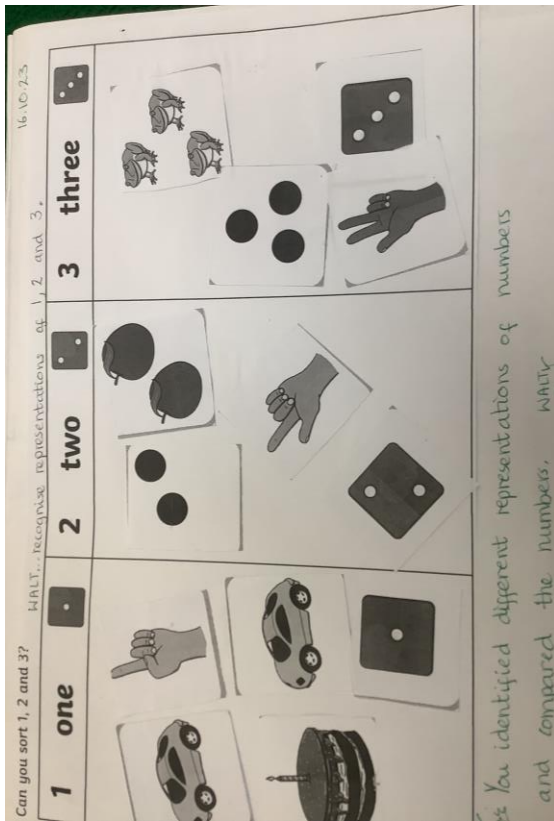 16.10.23
WALT... recognise representations of 1, 2 and 3.
Can you sort 1, 2 and 3?
1 one
2 two
3 three
You identified different representations of numbers
and compared the numbers. WALT✓